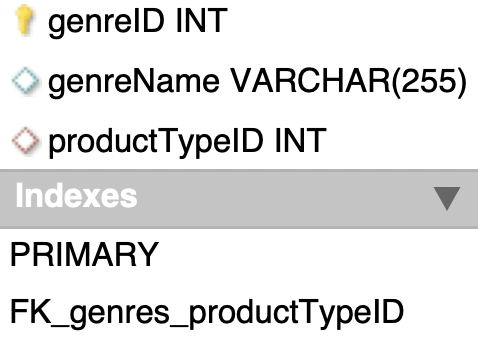 genreID INT
genreName VARCHAR(255)
productTypeID INT
Indexes
PRIMARY
FK_genres_productTypeID